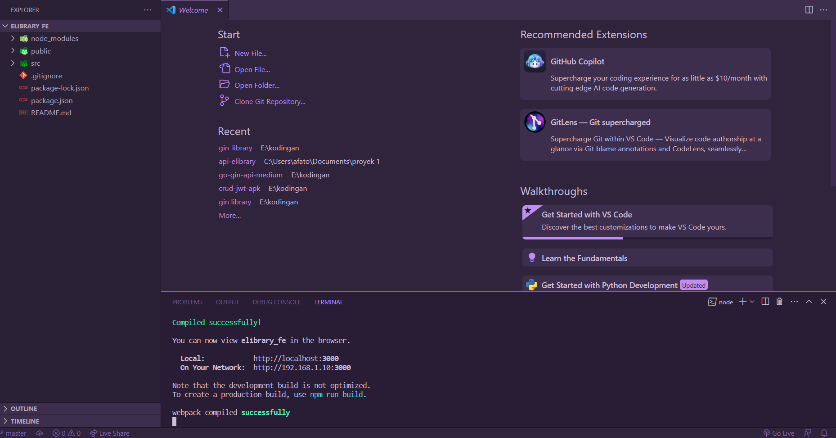 EXPLORER
···
Welcome
ELIBRARY FE
node_modules
public
src
.gitignore
package-lock.json
package.json
README.md
Start
New File...
Open File...
Open Folder...
Clone Git Repository...
Recent
gin_library E:\kodingan
api-elibrary C:\Users\afato\Documents\proyek 1
go-gin-api-medium E:\kodingan
crud-jwt-apk E:\kodingan
gin library E:\kodingan
More...
Recommended Extensions
GitHub Copilot
Supercharge your coding experience for as little as $10/month with
cutting edge AI code generation.
GitLens — Git supercharged
Supercharge Git within VS Code — Visualize code authorship at a
glance via Git blame annotations and CodeLens, seamlessly...
Walkthroughs
Get Started with VS Code
Discover the best customizations to make VS Code yours.
Learn the Fundamentals
Get Started with Python Development Updated
PROBLEMS OUTPUT DEBUG CONSOLE TERMINAL
node
Compiled successfully!
You can now view elibrary_fe in the browser.
Local: http://localhost:3000
On Your Network: http://192.168.1.10:3000
Note that the development build is not optimized.
To create a production build, use npm run build.
webpack compiled successfully
OUTLINE
TIMELINE
master 0 0 Live Share
Go Live